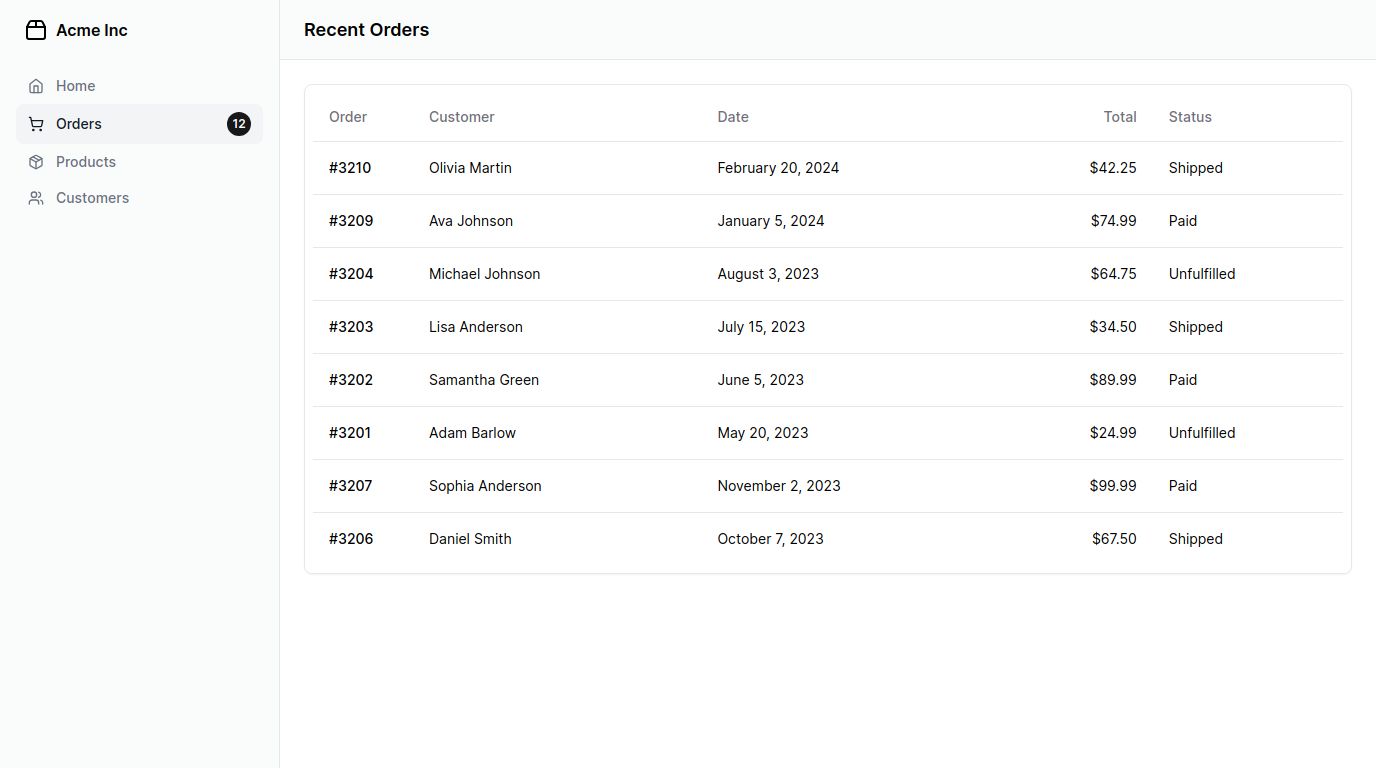 Acme Inc
Home
Orders 12
Products
Customers
Recent Orders
Order Customer Date Total Status
#3210 Olivia Martin February 20, 2024 $42.25 Shipped
#3209 Ava Johnson January 5, 2024 $74.99 Paid
#3204 Michael Johnson August 3, 2023 $64.75 Unfulfilled
#3203 Lisa Anderson July 15, 2023 $34.50 Shipped
#3202 Samantha Green June 5, 2023 $89.99 Paid
#3201 Adam Barlow May 20, 2023 $24.99 Unfulfilled
#3207 Sophia Anderson November 2, 2023 $99.99 Paid
#3206 Daniel Smith October 7, 2023 $67.50 Shipped